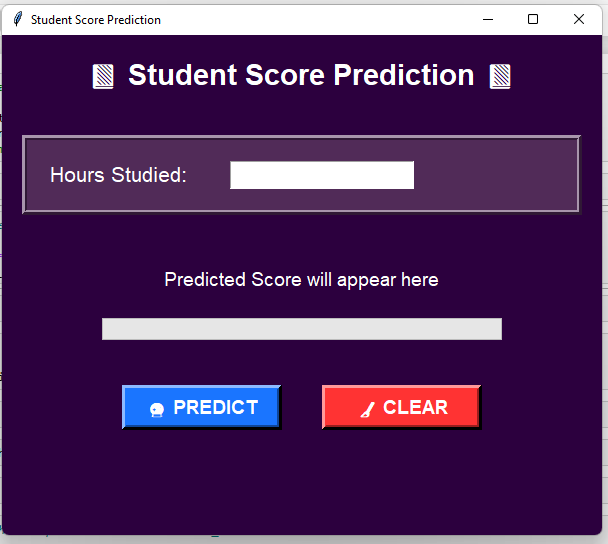 Student Score Prediction
Student Score Prediction
Hours Studied:
Predicted Score will appear here
PREDICT
CLEAR